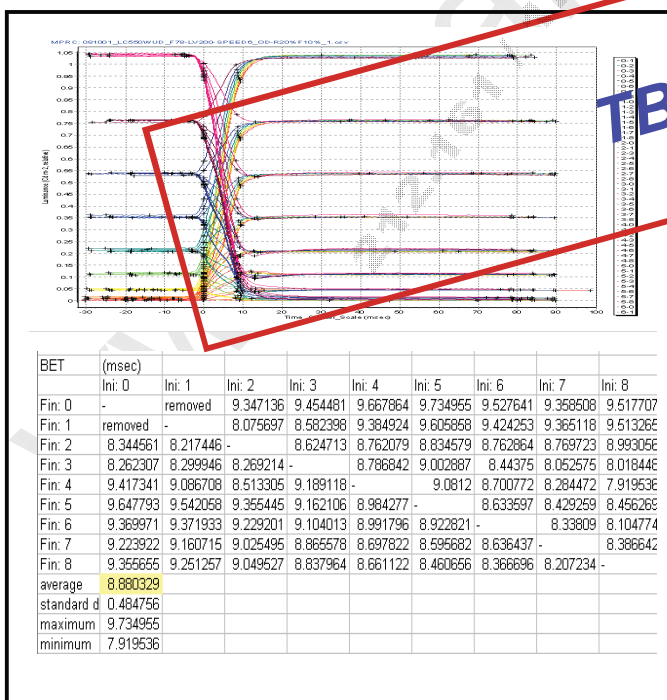 MPRC: 081001_LC550WUD_F78-LV200-SPEED6_OD-R20%F10%_1.csv
1.05
1
0.95
0.9
0.85
0.8
0.75
0.7
0.65
0.6
0.55
0.5
0.45
0.4
0.35
0.3
0.25
0.2
0.15
0.1
0.05
0
-30 -20 -10 0 10 20 30 40 50 60 70 80 90 100
TB
BET (msec)
Ini: 0 Ini: 1 Ini: 2 Ini: 3 Ini: 4 Ini: 5 Ini: 6 Ini: 7 Ini: 8
Fin: 0 - removed 9.347136 9.454481 9.667864 9.734955 9.527641 9.358508 9.517707
Fin: 1 removed - 8.075697 8.582398 9.384924 9.605858 9.424253 9.365118 9.513265
Fin: 2 8.344561 8.217446 - 8.624713 8.762079 8.834579 8.762864 8.769723 8.993056
Fin: 3 8.262307 8.299946 8.269214 - 8.786842 9.002887 8.44375 8.052575 8.018448
Fin: 4 9.417341 9.086708 8.513305 9.189118 - 9.0812 8.700772 8.284472 7.919536
Fin: 5 9.647793 9.542058 9.355445 9.162106 8.984277 - 8.633597 8.429259 8.456269
Fin: 6 9.369971 9.371933 9.229201 9.104013 8.991796 8.922821 - 8.33809 8.104774
Fin: 7 9.223922 9.160715 9.025495 8.865578 8.697822 8.595682 8.636437 - 8.386642
Fin: 8 9.355655 9.251257 9.049527 8.837964 8.661122 8.460656 8.366696 8.207234 -
average 8.880329
standard d 0.484756
maximum 9.734955
minimum 7.919536